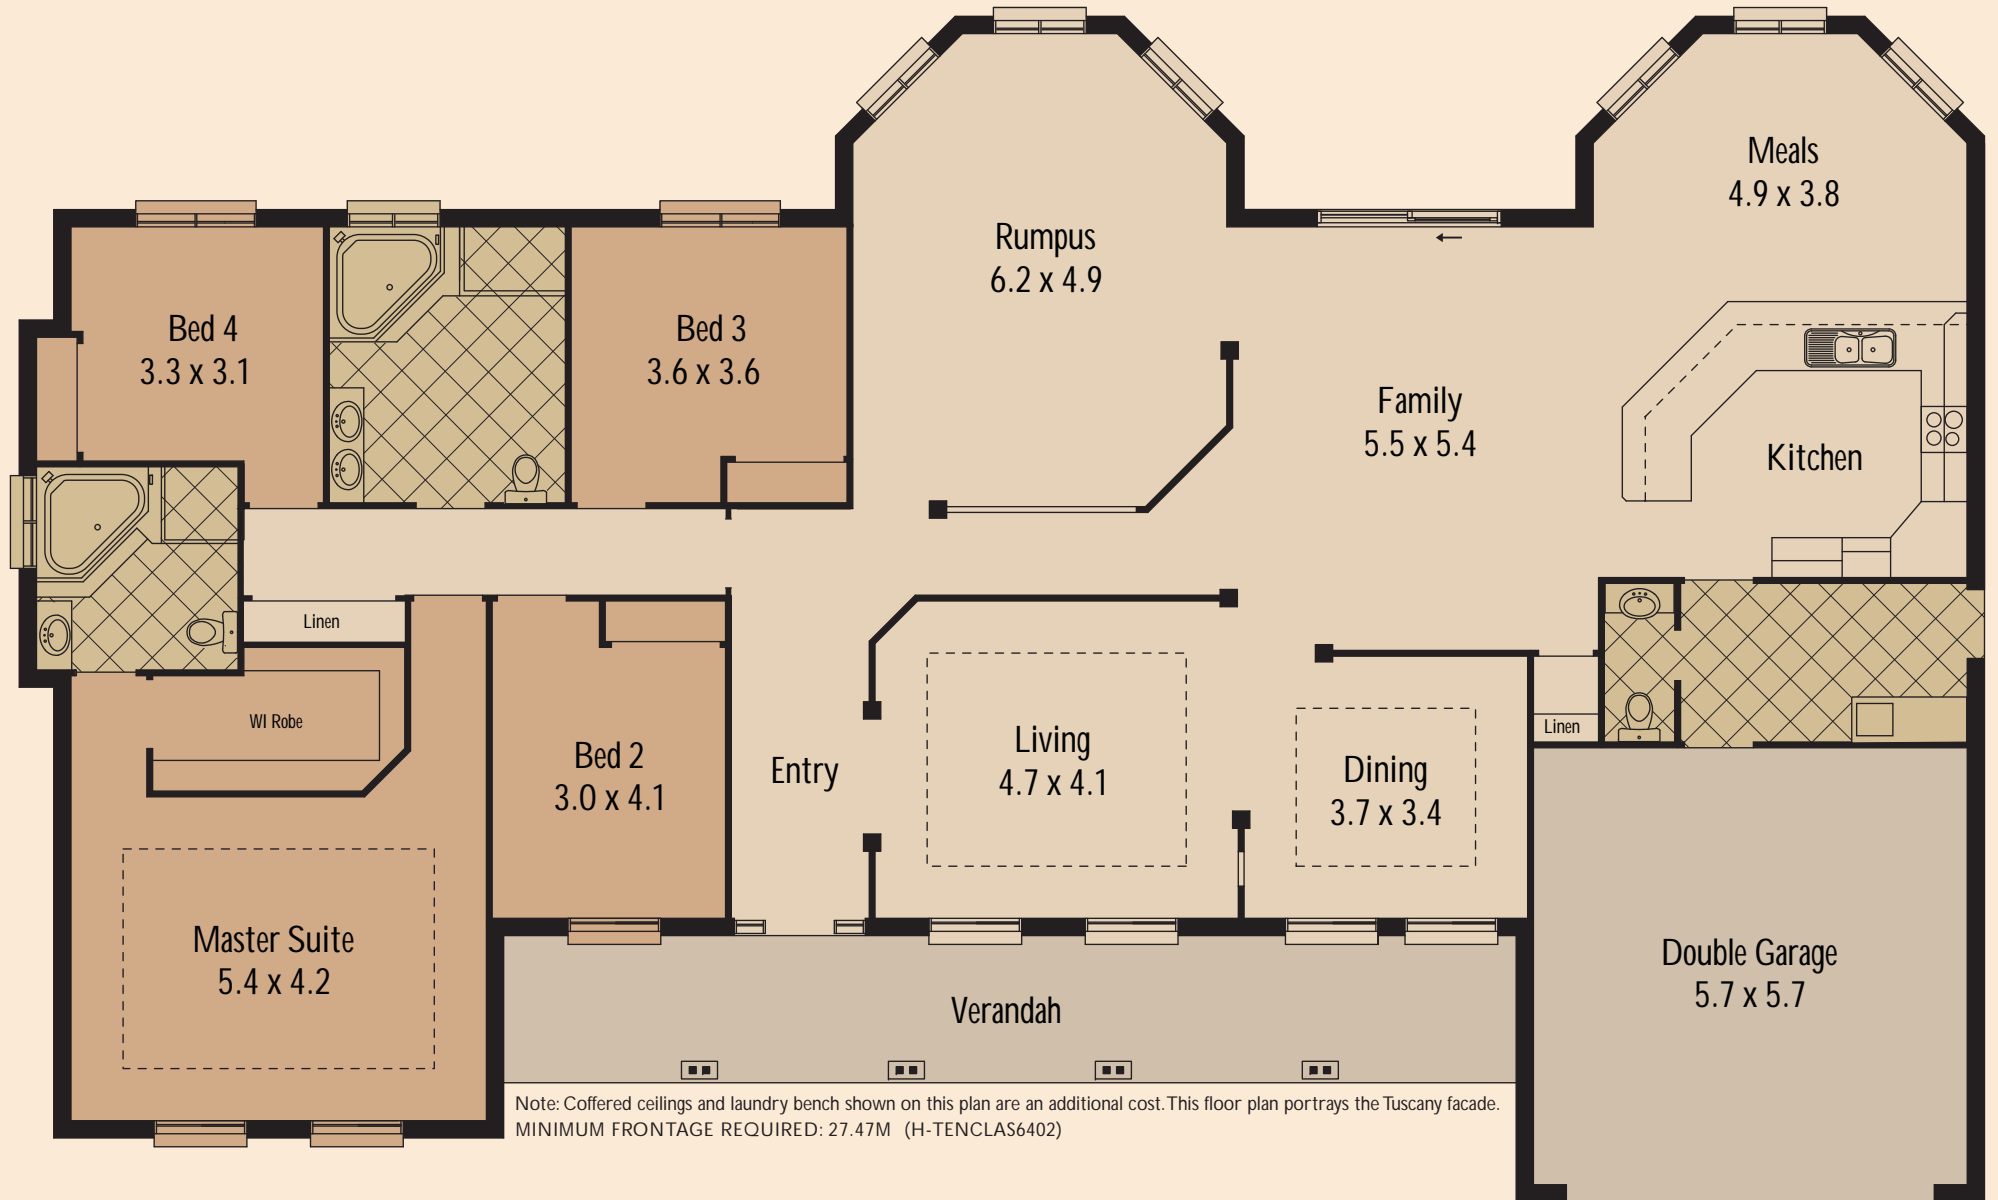 Meals
4.9 x 3.8
Rumpus
6.2 x 4.9
Bed 4
3.3 x 3.1
Bed 3
3.6 x 3.6
Family
5.5 x 5.4
Kitchen
Linen
WI Robe
Bed 2
3.0 x 4.1
Entry
Living
4.7 x 4.1
Dining
3.7 x 3.4
Linen
Master Suite
5.4 x 4.2
Verandah
Double Garage
5.7 x 5.7
Note: Coffered ceilings and laundry bench shown on this plan are an additional cost. This floor plan portrays the Tuscany facade.
MINIMUM FRONTAGE REQUIRED: 27.47M (H-TENCLAS6402)